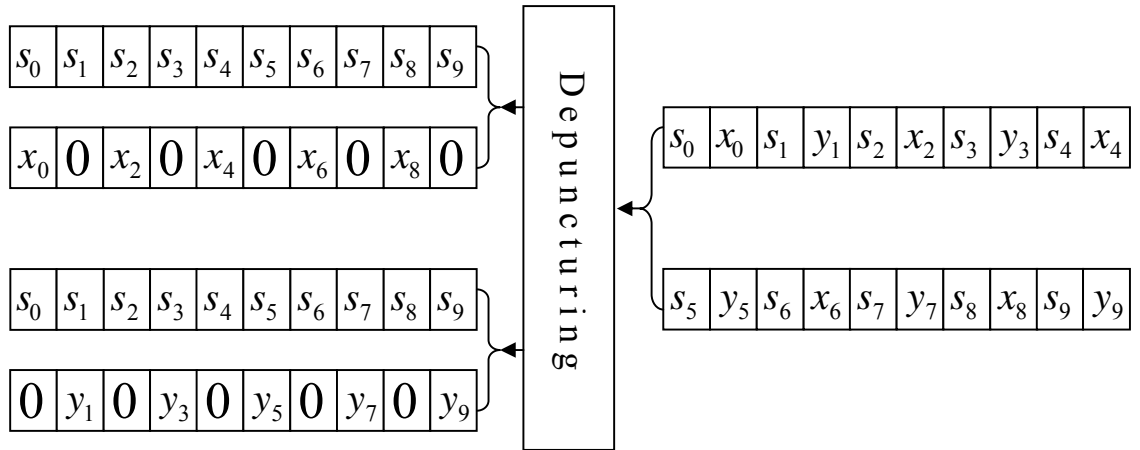 s₀ s₁ s₂ s₃ s₄ s₅ s₆ s₇ s₈ s₉
x₀ 0 x₂ 0 x₄ 0 x₆ 0 x₈ 0
s₀ s₁ s₂ s₃ s₄ s₅ s₆ s₇ s₈ s₉
0 y₁ 0 y₃ 0 y₅ 0 y₇ 0 y₉
Depuncturing
s₀ x₀ s₁ y₁ s₂ x₂ s₃ y₃ s₄ x₄
s₅ y₅ s₆ x₆ s₇ y₇ s₈ x₈ s₉ y₉